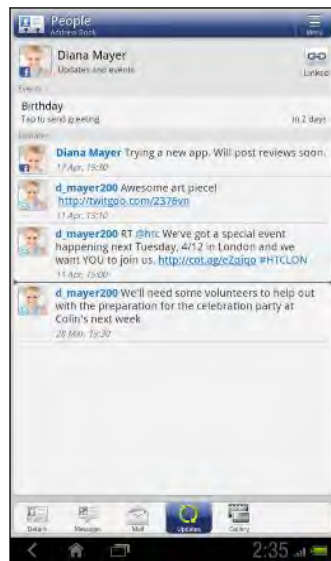 People
Address Book
Menu
Diana Mayer
Updates and events
Linked
Events
Birthday
Tap to send greeting
in 2 days
Updates
Diana Mayer Trying a new app. Will post reviews soon.
17 Apr, 19:30
d_mayer200 Awesome art piece!
http://twitgoo.com/2376vn
11 Apr, 15:10
d_mayer200 RT @htc We've got a special event
happening next Tuesday, 4/12 in London and we
want YOU to join us. http://cot.ag/eZqiqo #HTCLON
11 Apr, 15:00
d_mayer200 We'll need some volunteers to help out
with the preparation for the celebration party at
Colin's next week
28 Mar, 19:30
Details
Messages
Mail
Updates
Gallery
2:35